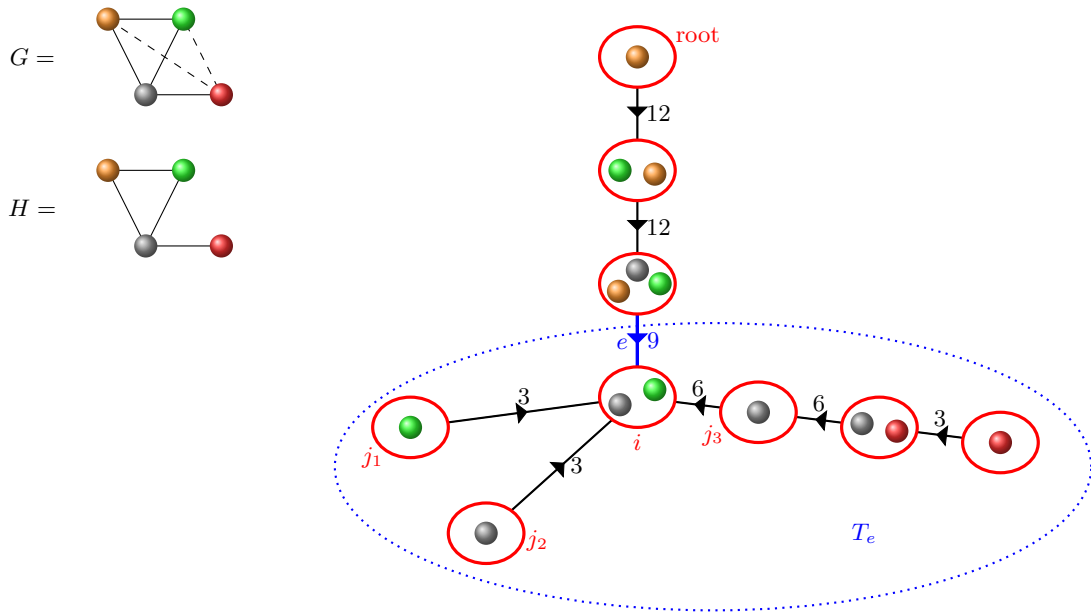 G =
H =
root
12
12
e 9
3
6
6
3
j₁
i
j₃
3
j₂
Tₑ